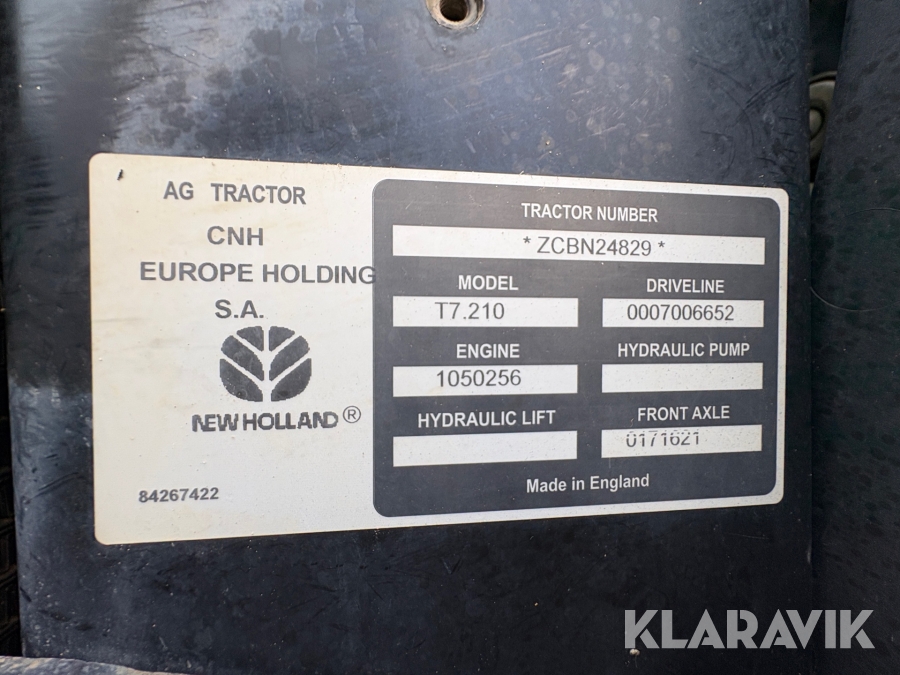 AG TRACTOR
CNH
EUROPE HOLDING
S.A.
NEW HOLLAND®
84267422
TRACTOR NUMBER
* ZCBN24829 *
MODEL
DRIVELINE
T7.210
0007006652
ENGINE
HYDRAULIC PUMP
1050256
HYDRAULIC LIFT
FRONT AXLE
0171621
Made in England
KLARAVIK